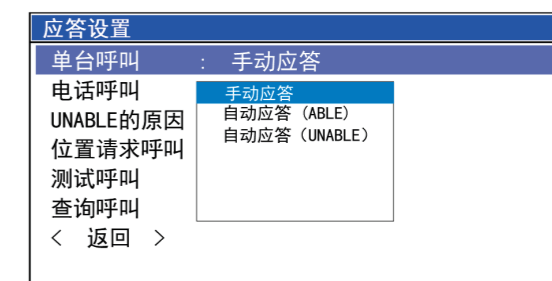 应答设置
单台呼叫 : 手动应答
电话呼叫
手动应答
UNABLE的原因
自动应答 (ABLE)
自动应答（UNABLE）
位置请求呼叫
测试呼叫
查询呼叫
< 返回 >